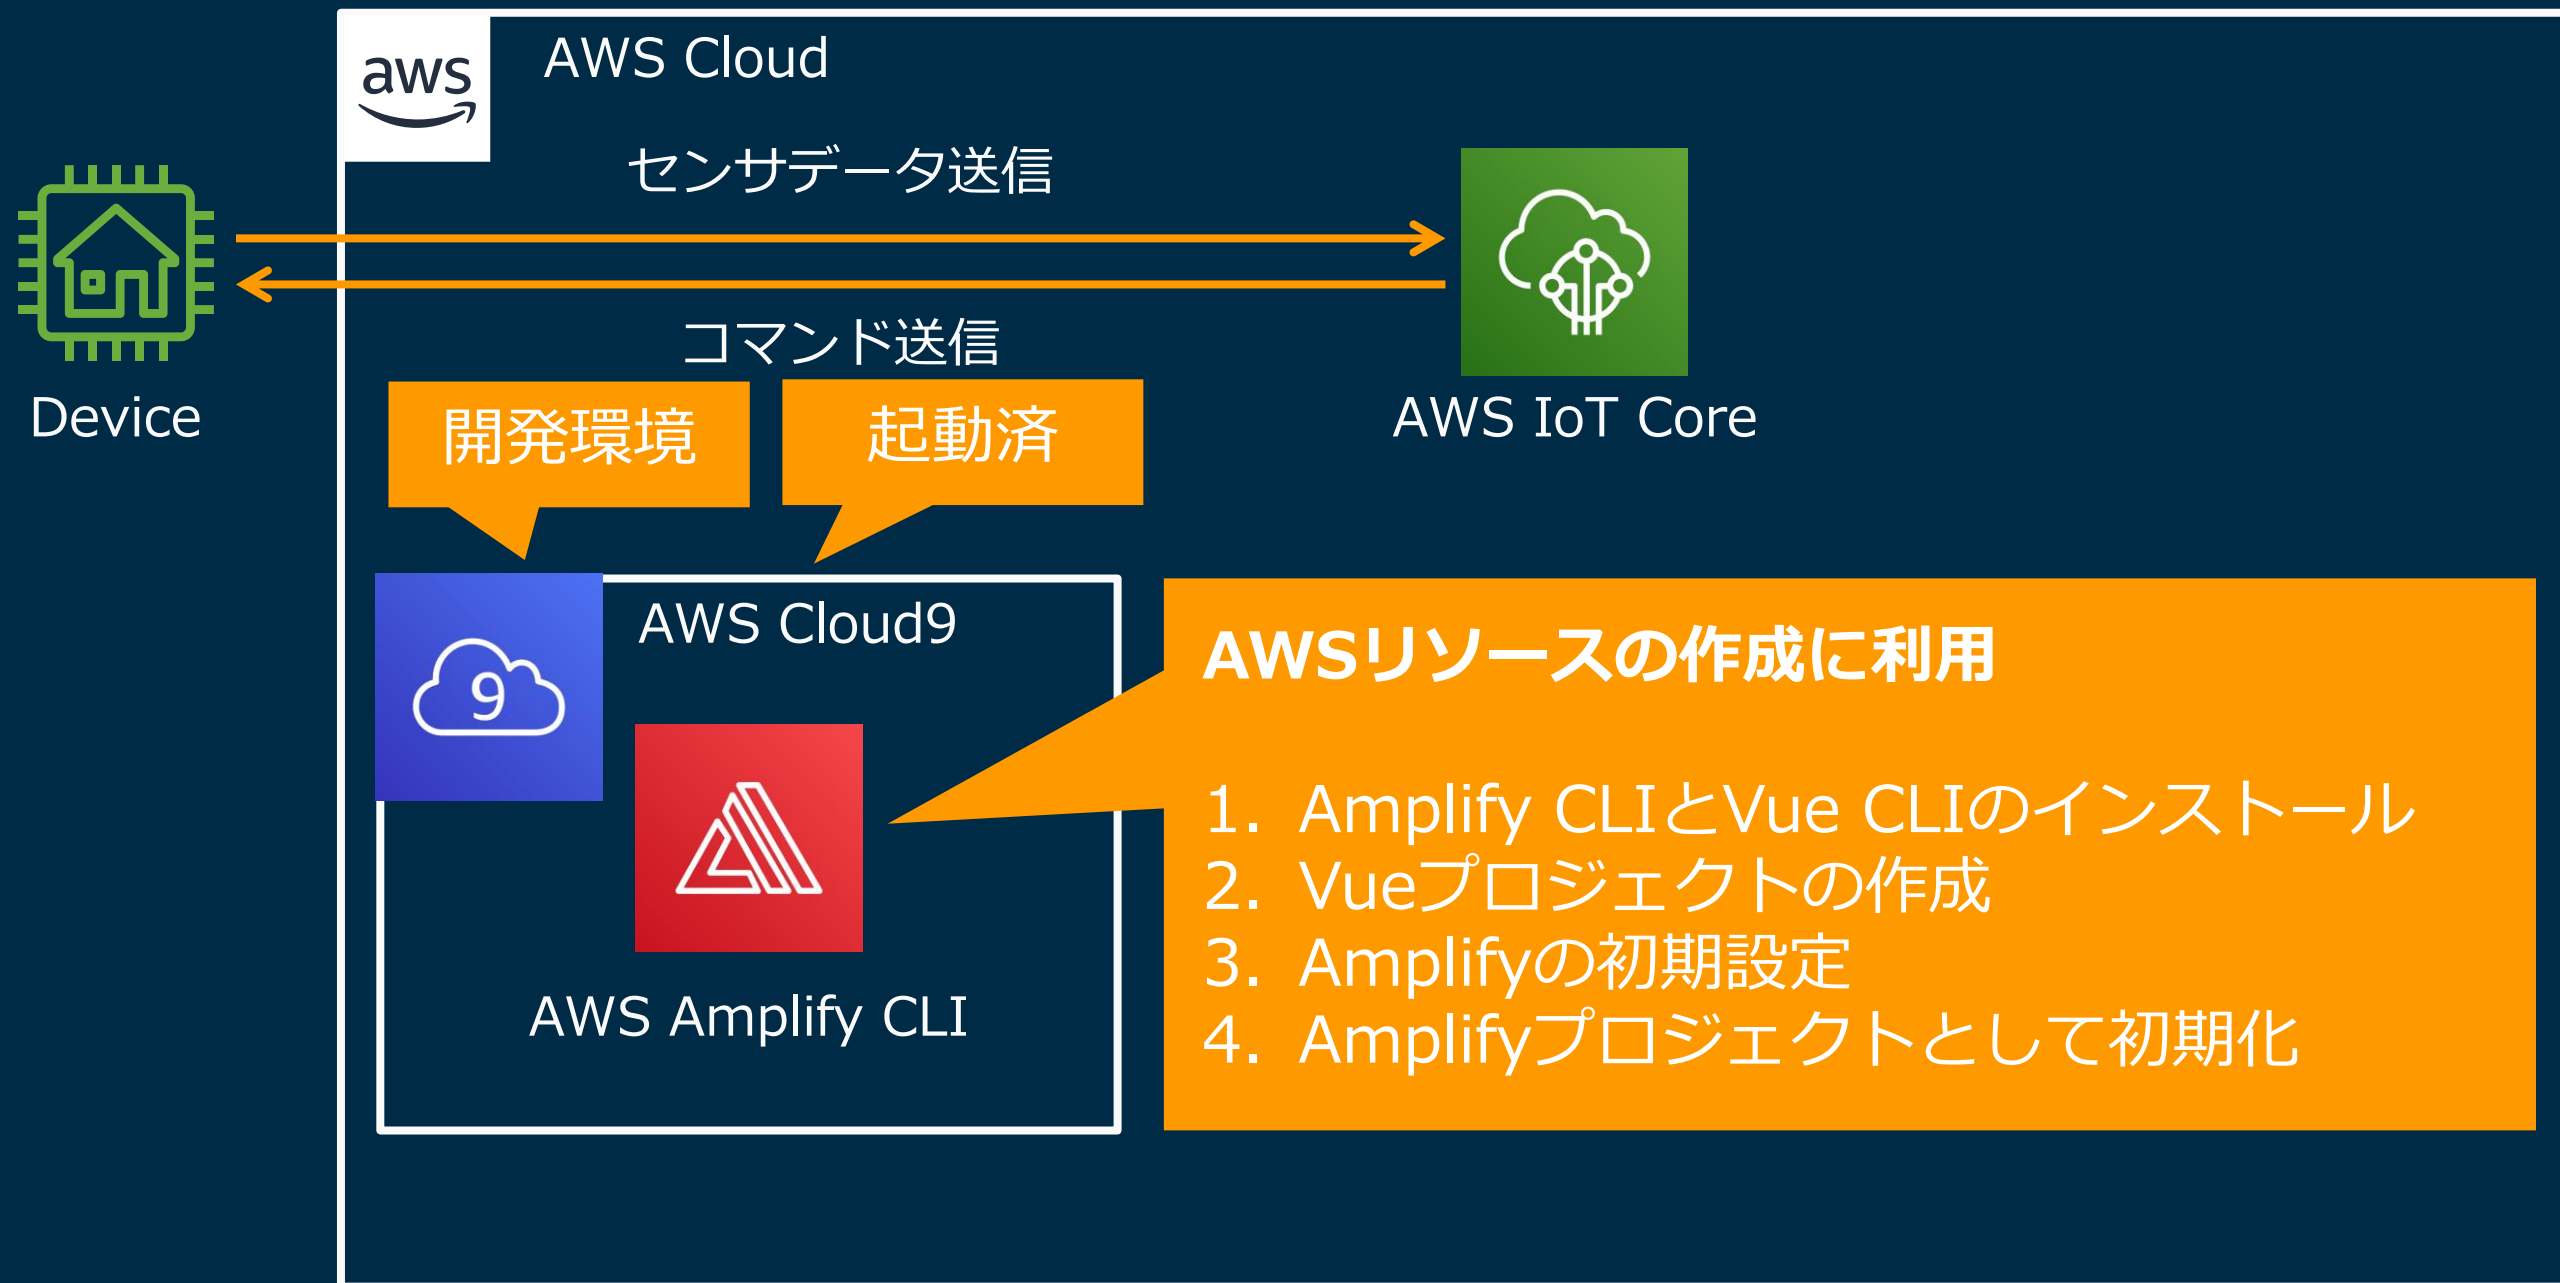 aws
AWS Cloud
センサデータ送信
コマンド送信
Device
AWS IoT Core
開発環境
起動済
9
AWS Cloud9
AWS Amplify CLI
AWSリソースの作成に利用
1. Amplify CLIとVue CLIのインストール
2. Vueプロジェクトの作成
3. Amplifyの初期設定
4. Amplifyプロジェクトとして初期化